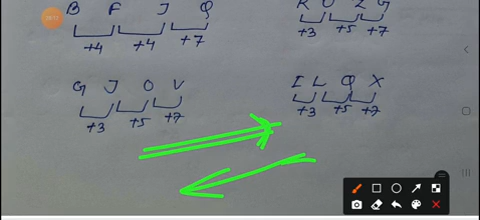 B F J Q
+4 +4 +7
R U Z G
+3 +5 +7
G J O V
+3 +5 +7
I L Q X
+3 +5 +7